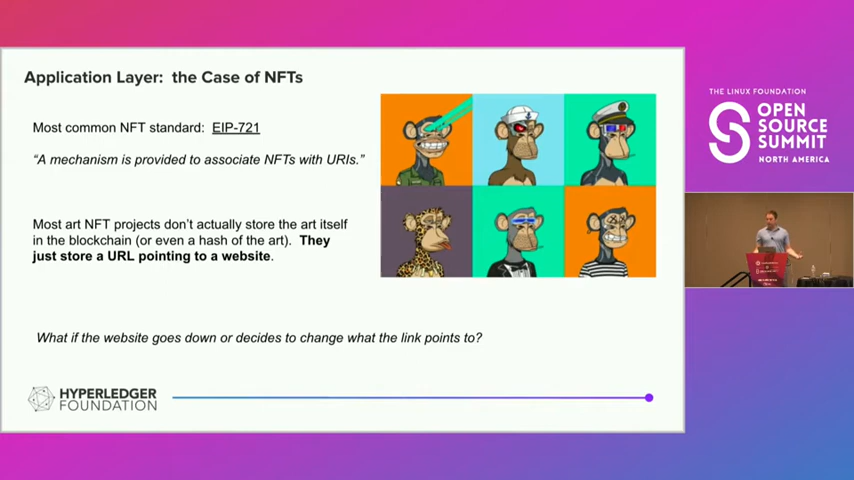 Application Layer:  the Case of NFTs
Most common NFT standard:  EIP-721
“A mechanism is provided to associate NFTs with URIs.”
Most art NFT projects don’t actually store the art itself
in the blockchain (or even a hash of the art).  They
just store a URL pointing to a website.
What if the website goes down or decides to change what the link points to?
HYPERLEDGER
FOUNDATION
THE LINUX FOUNDATION
OPEN
SOURCE
SUMMIT
NORTH AMERICA